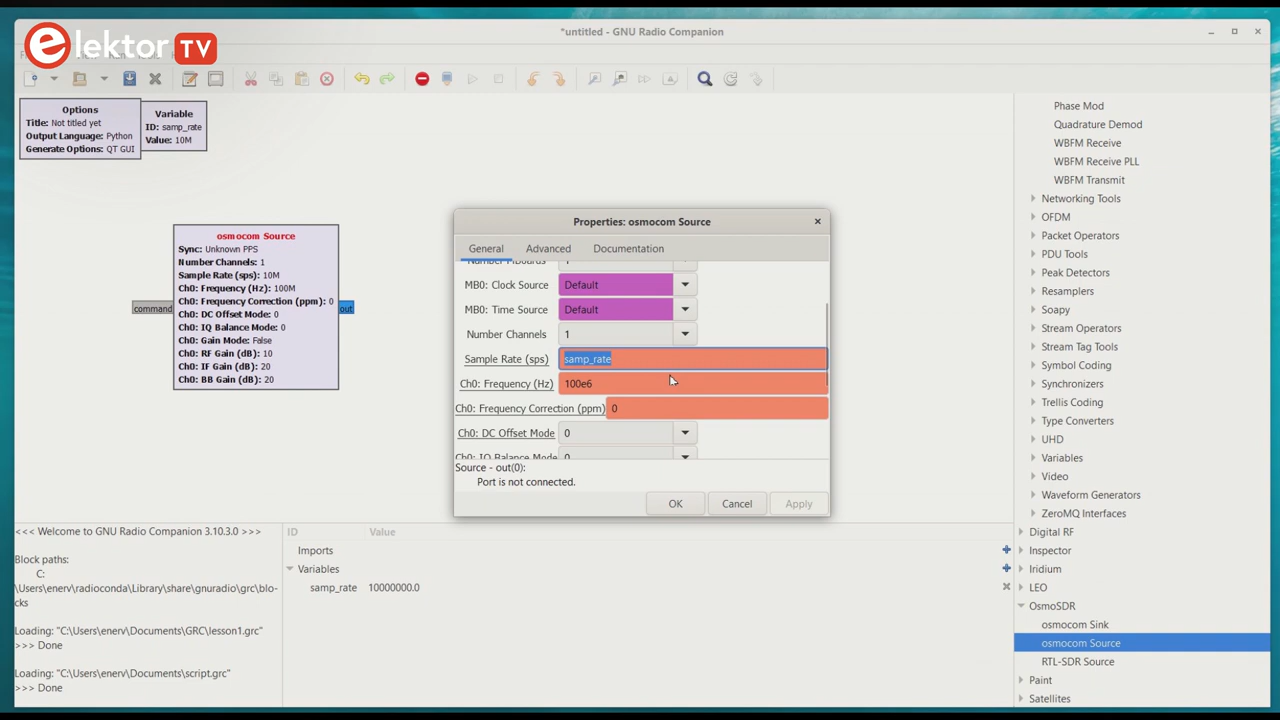 *untitled - GNU Radio Companion
elektor TV
Options
Title: Not titled yet
Output Language: Python
Generate Options: QT GUI
Variable
ID: samp_rate
Value: 10M
osmocom Source
Sync: Unknown PPS
Number Channels: 1
Sample Rate (sps): 10M
Ch0: Frequency (Hz): 100M
Ch0: Frequency Correction (ppm): 0
Ch0: DC Offset Mode: 0
Ch0: IQ Balance Mode: 0
Ch0: Gain Mode: False
Ch0: RF Gain (dB): 10
Ch0: IF Gain (dB): 20
Ch0: BB Gain (dB): 20
command
out
Properties: osmocom Source
General Advanced Documentation
Number MBoards 1
MB0: Clock Source Default
MB0: Time Source Default
Number Channels 1
Sample Rate (sps) samp_rate
Ch0: Frequency (Hz) 100e6
Ch0: Frequency Correction (ppm) 0
Ch0: DC Offset Mode 0
Ch0: IQ Balance Mode 0
Source - out(0):
Port is not connected.
OK Cancel Apply
Phase Mod
Quadrature Demod
WBFM Receive
WBFM Receive PLL
WBFM Transmit
Networking Tools
OFDM
Packet Operators
PDU Tools
Peak Detectors
Resamplers
Soapy
Stream Operators
Stream Tag Tools
Symbol Coding
Synchronizers
Trellis Coding
Type Converters
UHD
Variables
Video
Waveform Generators
ZeroMQ Interfaces
Digital RF
Inspector
Iridium
LEO
OsmoSDR
osmocom Sink
osmocom Source
RTL-SDR Source
Paint
Satellites
<<< Welcome to GNU Radio Companion 3.10.3.0 >>>
Block paths:
C:
\Users\enerv\radioconda\Library\share\gnuradio\grc\blo-
cks
Loading: "C:\Users\enerv\Documents\GRC\lesson1.grc"
>>> Done
Loading: "C:\Users\enerv\Documents\script.grc"
>>> Done
ID Value
Imports
Variables
samp_rate 10000000.0